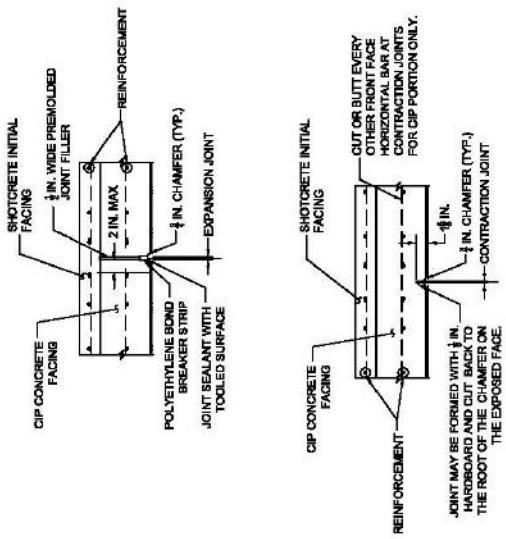 SHOTCRETE INITIAL
FACING
CIP CONCRETE
FACING
REINFORCEMENT
CUT OR BUTT EVERY
OTHER FRONT FACE
HORIZONTAL BAR AT
CONTRACTION JOINTS
FOR CIP PORTION ONLY.
IN.
¾ IN. CHAMFER (TYP.)
CONTRACTION JOINT
JOINT MAY BE FORMED WITH IN.
HARDBOARD AND CUT BACK TO
THE ROOT OF THE CHAMFER ON
THE EXPOSED FACE.
SHOTCRETE INITIAL
FACING
½ IN. WIDE PREMOLDED
JOINT FILLER
CIP CONCRETE
FACING
2 IN. MAX
REINFORCEMENT
POLYETHYLENE BOND
BREAKER STRIP
JOINT SEALANT WITH
TOOLED SURFACE
¾ IN. CHAMFER (TYP.)
EXPANSION JOINT